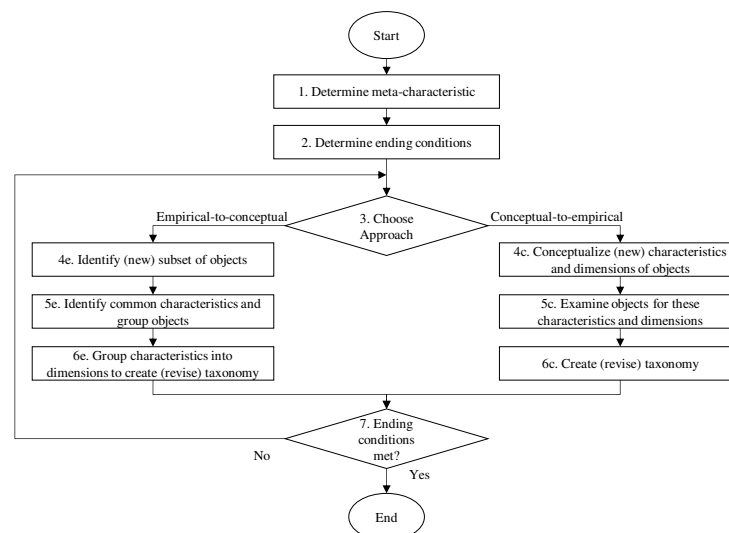 Start
1. Determine meta-characteristic
2. Determine ending conditions
3. Choose
Approach
Empirical-to-conceptual
Conceptual-to-empirical
4e. Identify (new) subset of objects
5e. Identify common characteristics and
group objects
6e. Group characteristics into
dimensions to create (revise) taxonomy
4c. Conceptualize (new) characteristics
and dimensions of objects
5c. Examine objects for these
characteristics and dimensions
6c. Create (revise) taxonomy
7. Ending
conditions
met?
No
Yes
End